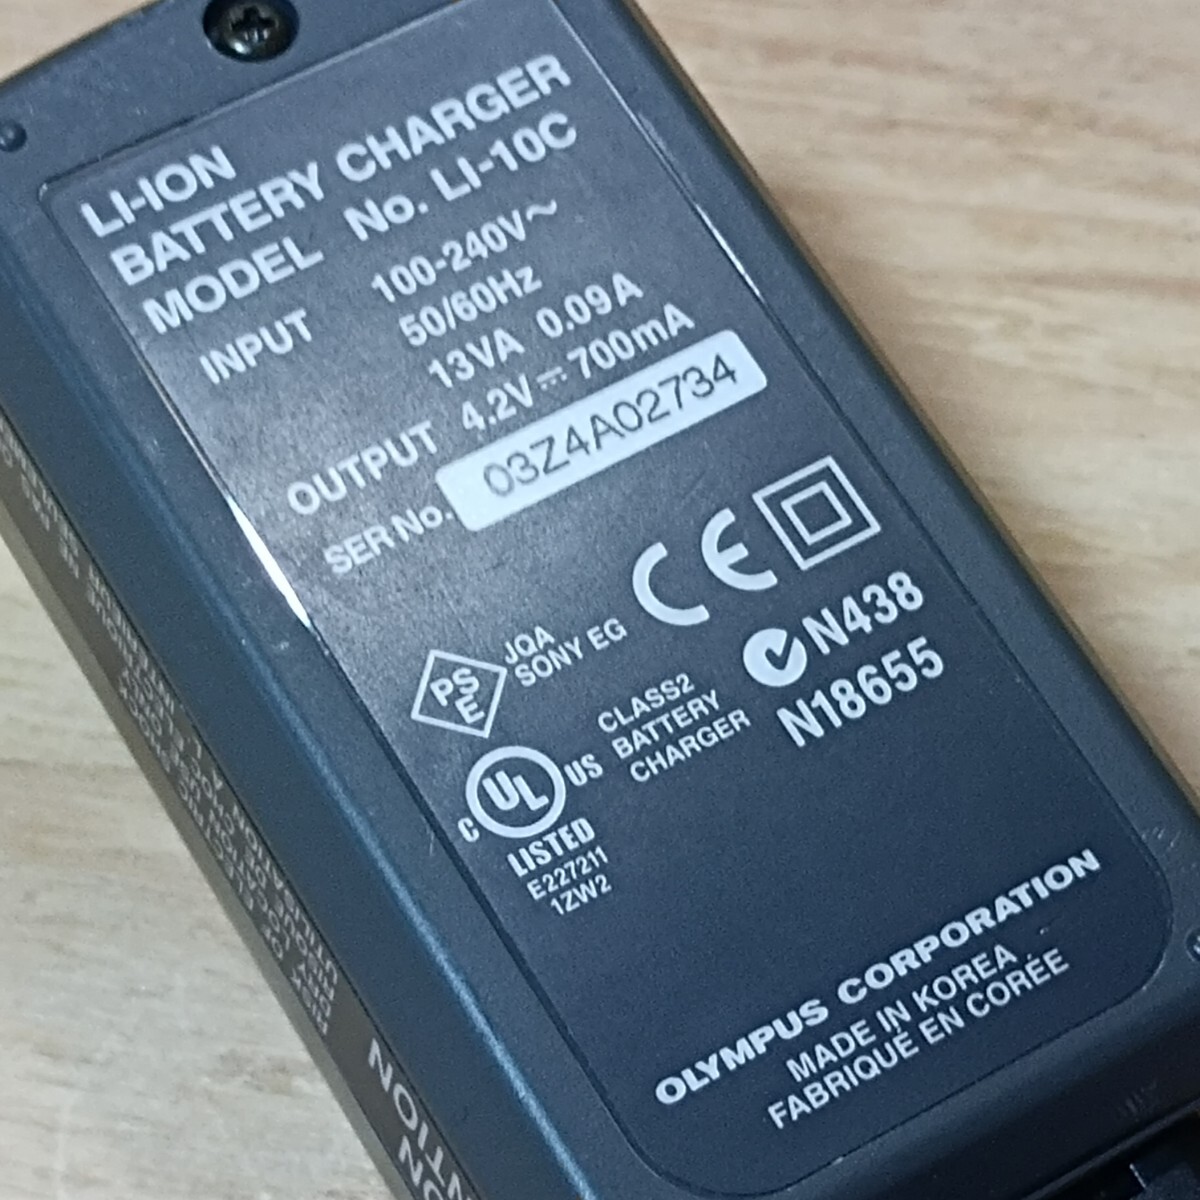 LI-ION
BATTERY CHARGER
MODEL No. LI-10C
INPUT 100-240V~
50/60Hz
13VA 0.09A
OUTPUT 4.2V⎓700mA
SER No. 03Z4A02734
CE
PSE
JQA
SONY EG
N438
N18655
C UL US
LISTED
E227211
1ZW2
CLASS2
BATTERY
CHARGER
OLYMPUS CORPORATION
MADE IN KOREA
FABRIQUÉ EN CORÉE